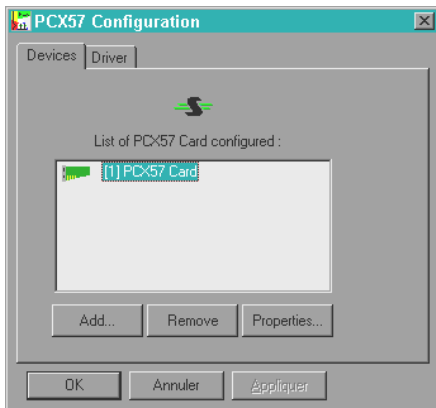 PCX57 Configuration
Devices Driver
List of PCX57 Card configured :
[1] PCX57 Card
Add... Remove Properties...
OK Annuler Appliquer